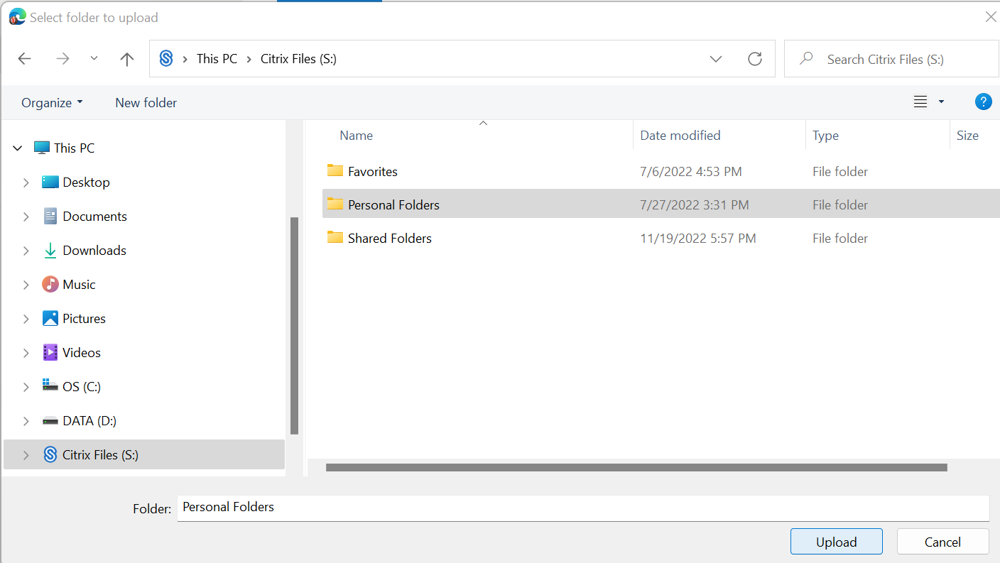 Select folder to upload
This PC > Citrix Files (S:)
Search Citrix Files (S:)
Organize
New folder
?
This PC
Desktop
Documents
Downloads
Music
Pictures
Videos
OS (C:)
DATA (D:)
Citrix Files (S:)
Name Date modified Type Size
Favorites 7/6/2022 4:53 PM File folder
Personal Folders 7/27/2022 3:31 PM File folder
Shared Folders 11/19/2022 5:57 PM File folder
Folder: Personal Folders
Upload Cancel